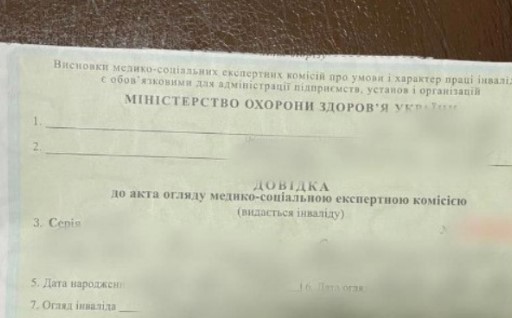 Висновки медико-соціальних експертних комісій про умови і характер праці інвалі
є обов'язковими для адміністрації підприємств, установ і організацій
МІНІСТЕРСТВО ОХОРОНИ ЗДОРОВ'Я
1.
2.
ДОВІДКА
до акта огляду медико-соціальною експертною комісією
(видається інваліду)
3. Серія
5. Дата народжен
7. Огляд інваліда